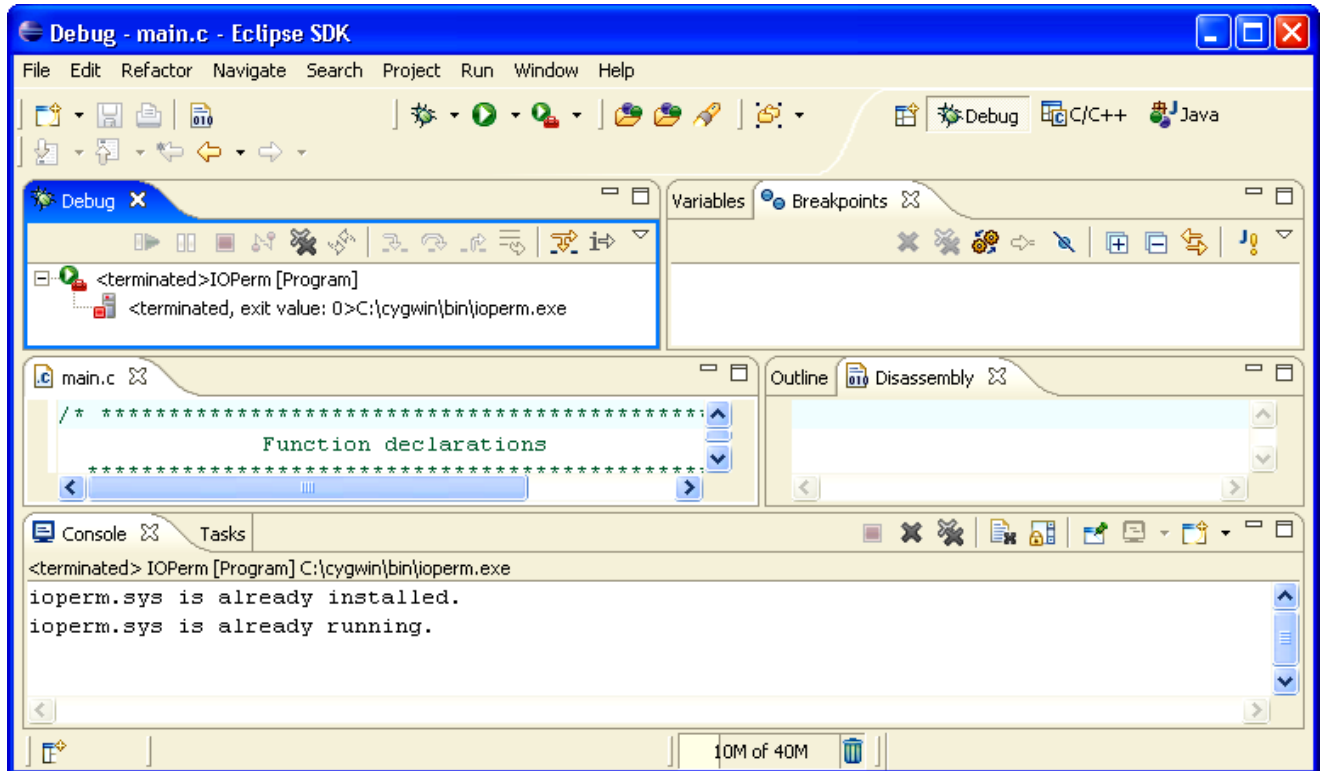 Debug - main.c - Eclipse SDK
File Edit Refactor Navigate Search Project Run Window Help
Debug C/C++ Java
Debug
Variables Breakpoints
<terminated>IOPerm [Program]
<terminated, exit value: 0>C:\cygwin\bin\ioperm.exe
main.c
Outline Disassembly
/* *********************************************
Function declarations
**********************************************
Console Tasks
<terminated> IOPerm [Program] C:\cygwin\bin\ioperm.exe
ioperm.sys is already installed.
ioperm.sys is already running.
10M of 40M